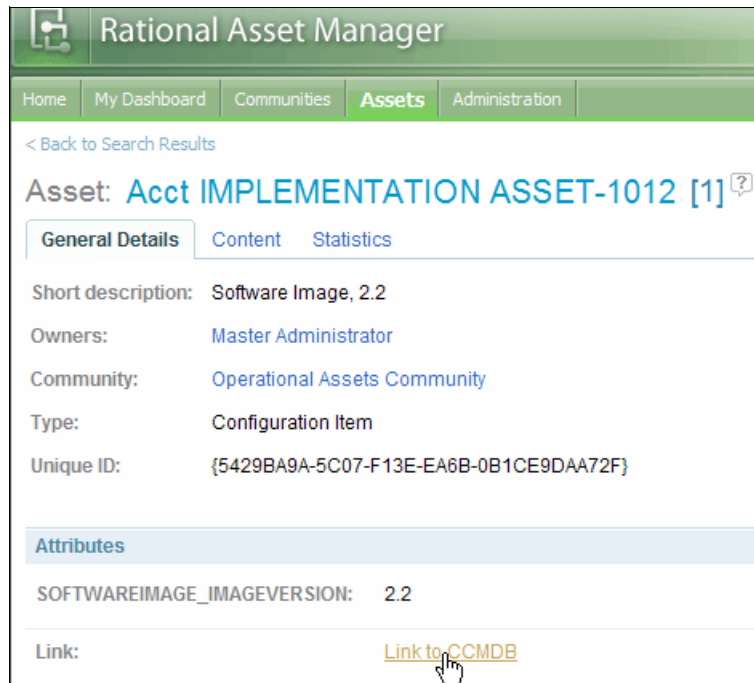 Rational Asset Manager
Home My Dashboard Communities Assets Administration
< Back to Search Results
Asset: Acct IMPLEMENTATION ASSET-1012 [1] ?
General Details Content Statistics
Short description: Software Image, 2.2
Owners: Master Administrator
Community: Operational Assets Community
Type: Configuration Item
Unique ID: {5429BA9A-5C07-F13E-EA6B-0B1CE9DAA72F}
Attributes
SOFTWAREIMAGE_IMAGEVERSION: 2.2
Link: Link to CCMDB